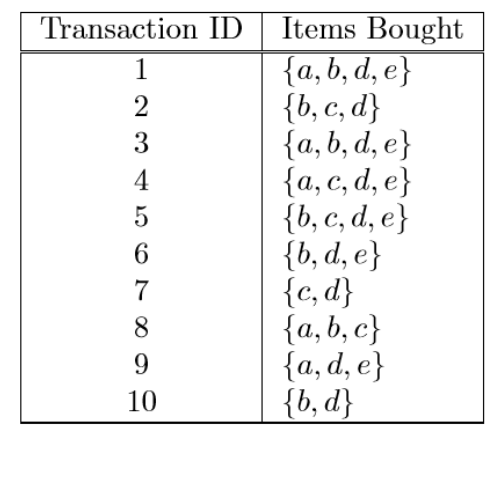 Transaction ID Items Bought
1 {a, b, d, e}
2 {b, c, d}
3 {a, b, d, e}
4 {a, c, d, e}
5 {b, c, d, e}
6 {b, d, e}
7 {c, d}
8 {a, b, c}
9 {a, d, e}
10 {b, d}